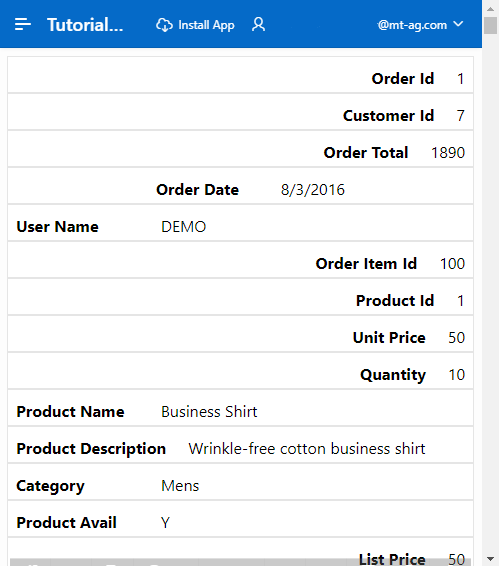 Tutorial... Install App @mt-ag.com
Order Id 1
Customer Id 7
Order Total 1890
Order Date 8/3/2016
User Name DEMO
Order Item Id 100
Product Id 1
Unit Price 50
Quantity 10
Product Name Business Shirt
Product Description Wrinkle-free cotton business shirt
Category Mens
Product Avail Y
List Price 50